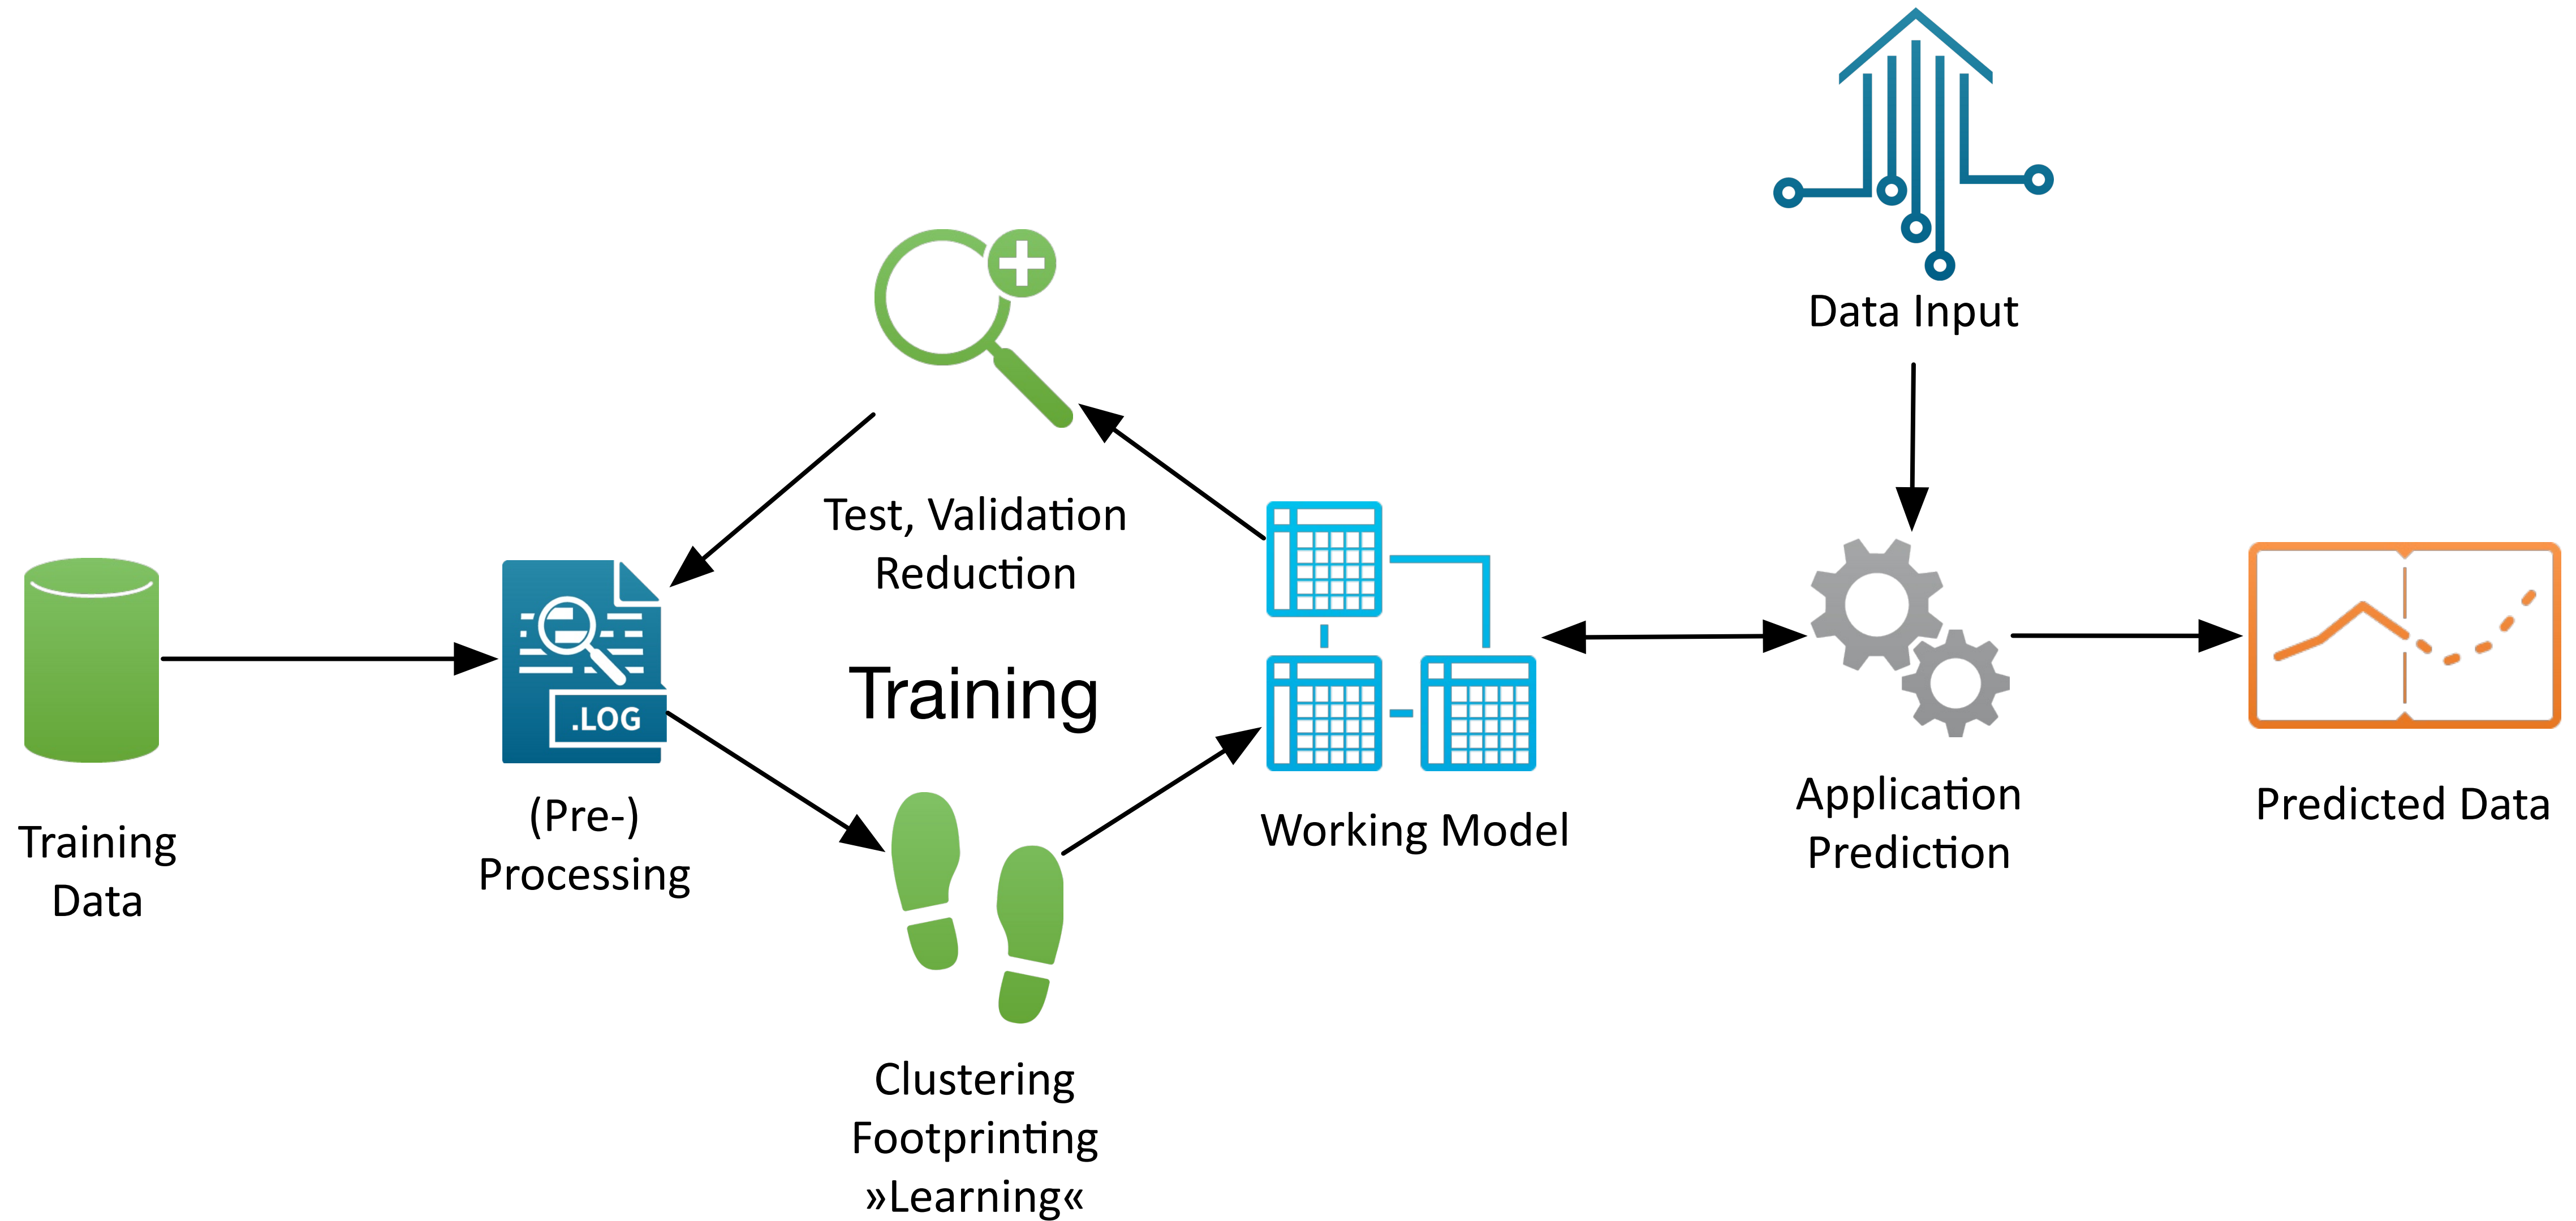 Data Input
Test, Validation
Reduction
.LOG
Training
Training
Data
(Pre-)
Processing
Clustering
Footprinting
»Learning«
Working Model
Application
Prediction
Predicted Data